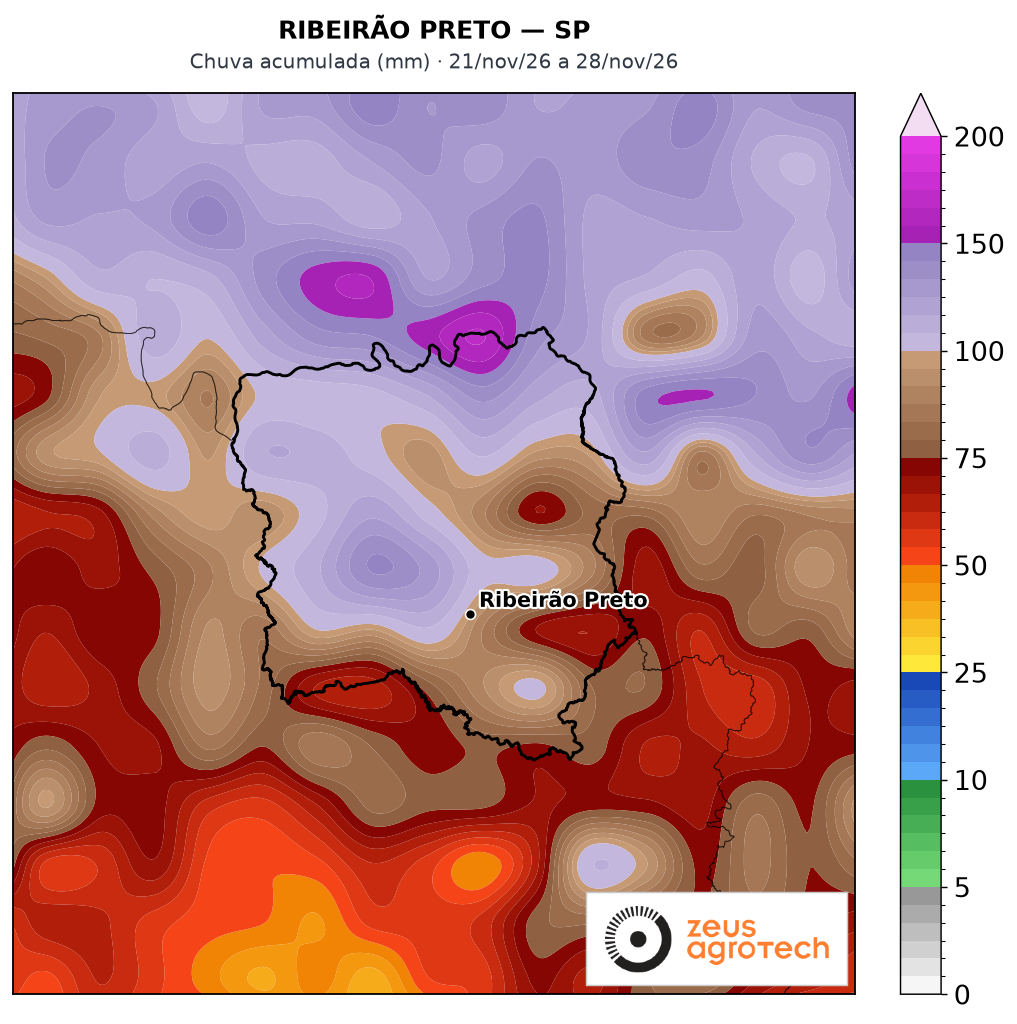 RIBEIRÃO PRETO — SP
Chuva acumulada (mm) · 21/nov/26 a 28/nov/26
200
150
100
75
50
25
10
5
0
Ribeirão Preto
zeus
agrotech